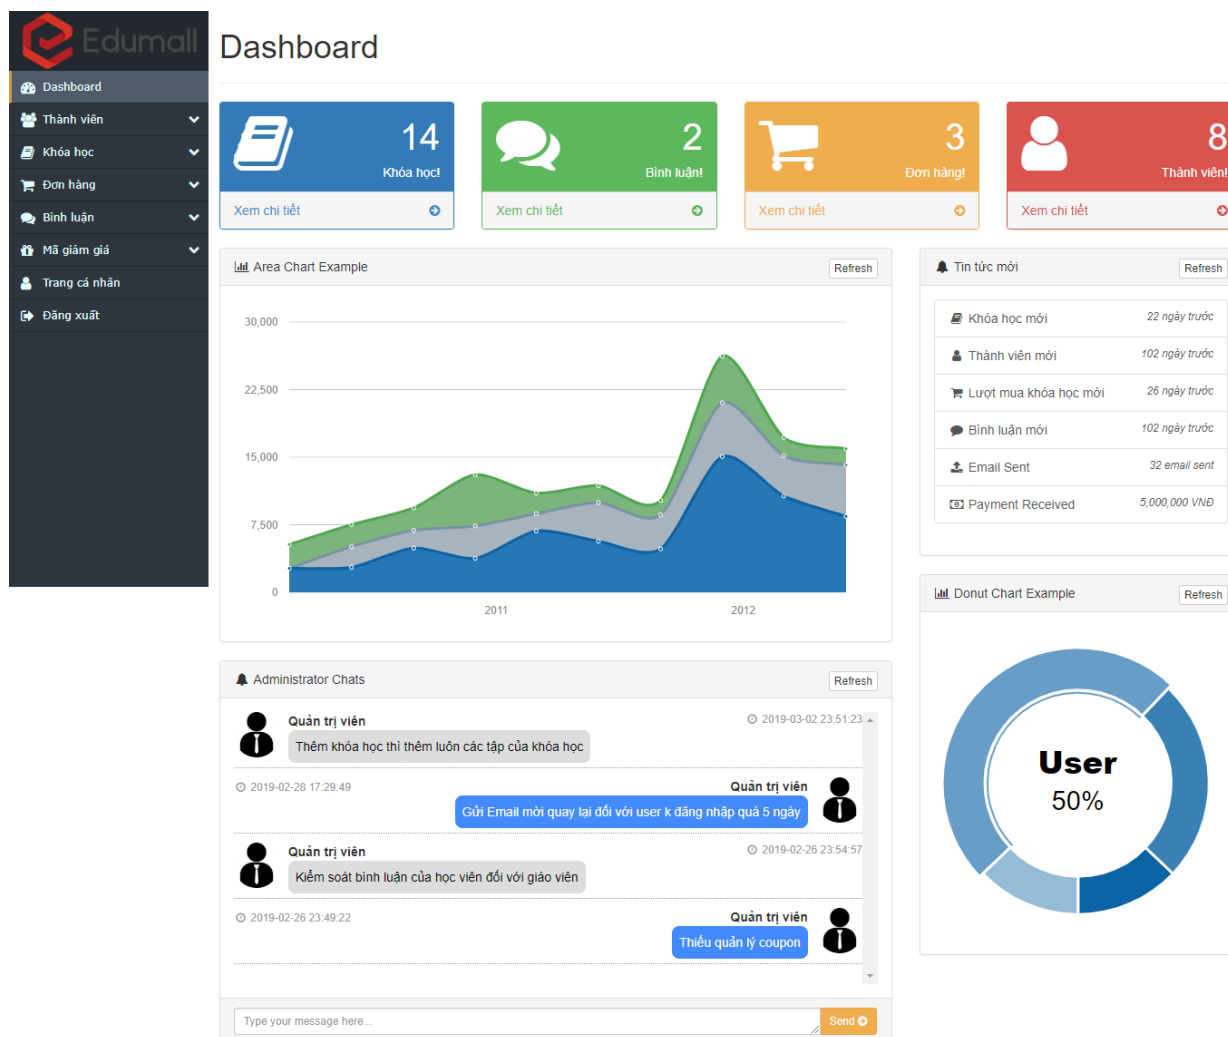 Edumall
Dashboard
Dashboard
Thành viên
Khóa học
Đơn hàng
Bình luận
Mã giảm giá
Trang cá nhân
Đăng xuất
14
Khóa học!
Xem chi tiết
2
Bình luận!
Xem chi tiết
3
Đơn hàng!
Xem chi tiết
8
Thành viên!
Xem chi tiết
Area Chart Example
Refresh
30,000
22,500
15,000
7,500
0
2011
2012
Tin tức mới
Refresh
Khóa học mới 22 ngày trước
Thành viên mới 102 ngày trước
Lượt mua khóa học mới 26 ngày trước
Bình luận mới 102 ngày trước
Email Sent 32 email sent
Payment Received 5,000,000 VNĐ
Donut Chart Example
Refresh
User
50%
Administrator Chats
Refresh
Quản trị viên 2019-03-02 23:51:23
Thêm khóa học thì thêm luôn các tập của khóa học
2019-02-28 17:29:49 Quản trị viên
Gửi Email mời quay lại đối với user k đăng nhập quá 5 ngày
Quản trị viên 2019-02-26 23:54:57
Kiểm soát bình luận của học viên đối với giáo viên
2019-02-26 23:49:22 Quản trị viên
Thiếu quản lý coupon
Type your message here...
Send